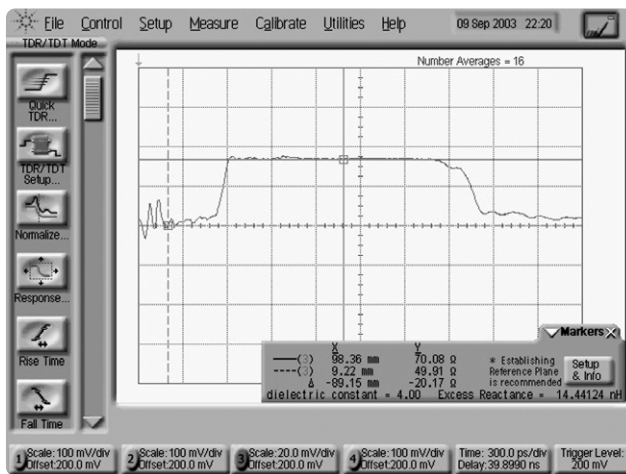 File Control Setup Measure Calibrate Utilities Help 09 Sep 2003 22:20
TDR/TDT Mode
Number Averages = 16
Quick
TDR...
TDR/TDT
Setup...
Normalize...
Response...
Rise Time
Fall Time
Markers X
X Y
(3) 98.36 mm 70.08 Ω * Establishing
(3) 9.22 mm 49.91 Ω Reference Plane
Δ -89.15 mm -20.17 Ω is recommended
Setup
& Info
dielectric constant = 4.00 Excess Reactance = 14.44124 nH
1 Scale: 100 mV/div Offset:200.0 mV
2 Scale: 100 mV/div Offset:200.0 mV
3 Scale: 20.0 mV/div Offset:200.0 mV
4 Scale: 100 mV/div Offset:200.0 mV
Time: 300.0 ps/div Delay:39.8990 ns
Trigger Level: 200 mV